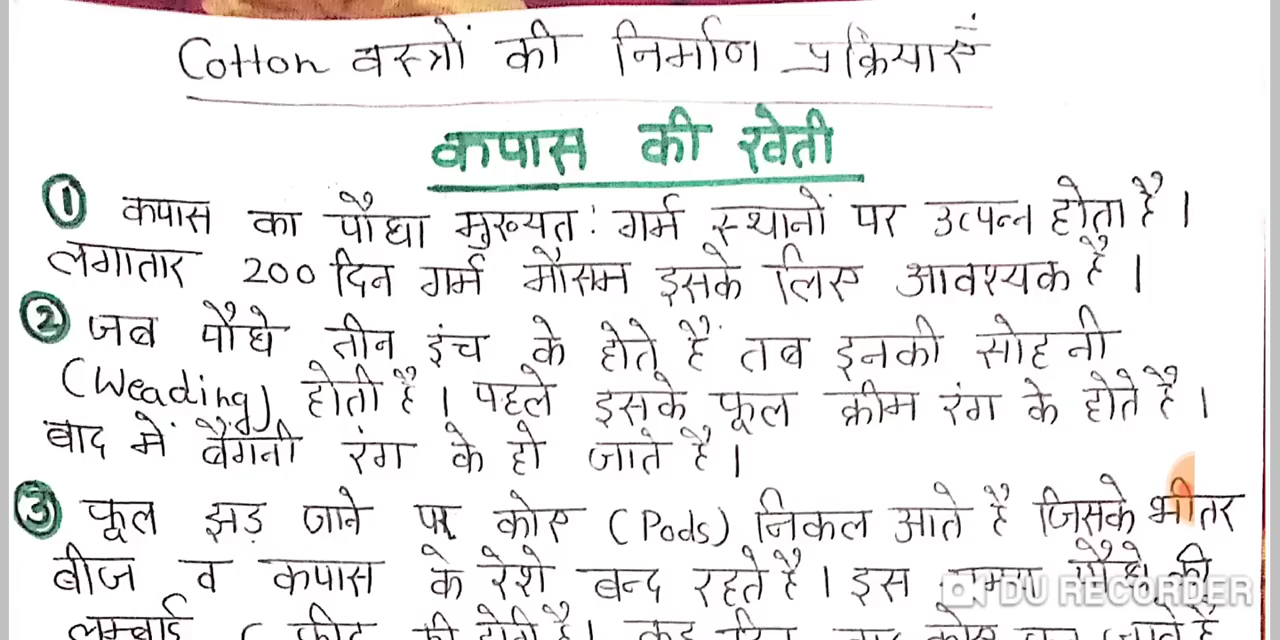 Cotton वस्त्रों की निर्माण प्रक्रियाएँ
कपास की खेती
① कपास का पौधा मुख्यत: गर्म स्थानों पर उत्पन्न होता है।
लगातार 200 दिन गर्म मौसम इसके लिए आवश्यक है।
② जब पौधे तीन इंच के होते हैं तब इनकी सोहनी
(Weading) होती है। पहले इसके फूल क्रीम रंग के होते है।
बाद में बैंगनी रंग के हो जाते है।
③ फूल झड़ जाने पर कोए (Pods) निकल आते है जिसके भीतर
बीज व कपास के रेशे बन्द रहते है। इस पौधे की
DU RECORDER
लम्बाई फीट की होती है।